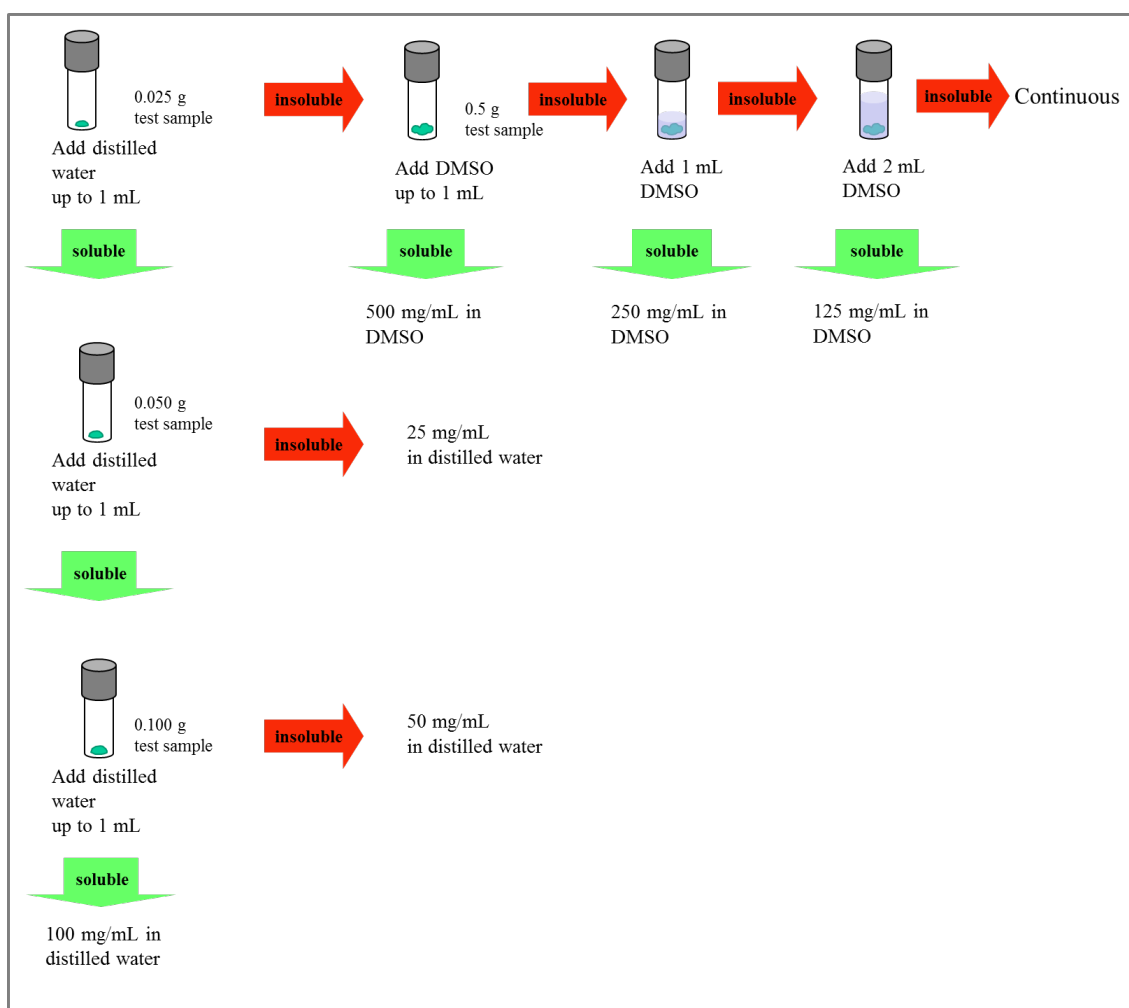 0.025 g
test sample
Add distilled
water
up to 1 mL
insoluble
0.5 g
test sample
Add DMSO
up to 1 mL
insoluble
Add 1 mL
DMSO
insoluble
Add 2 mL
DMSO
insoluble
Continuous
soluble
soluble
soluble
soluble
500 mg/mL in
DMSO
250 mg/mL in
DMSO
125 mg/mL in
DMSO
0.050 g
test sample
Add distilled
water
up to 1 mL
insoluble
25 mg/mL
in distilled water
soluble
0.100 g
test sample
Add distilled
water
up to 1 mL
insoluble
50 mg/mL
in distilled water
soluble
100 mg/mL in
distilled water